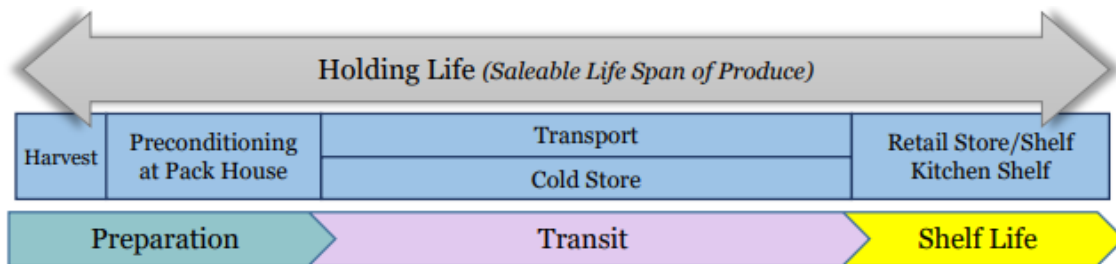 Holding Life (Saleable Life Span of Produce)
Harvest
Preconditioning
at Pack House
Transport
Cold Store
Retail Store/Shelf
Kitchen Shelf
Preparation
Transit
Shelf Life